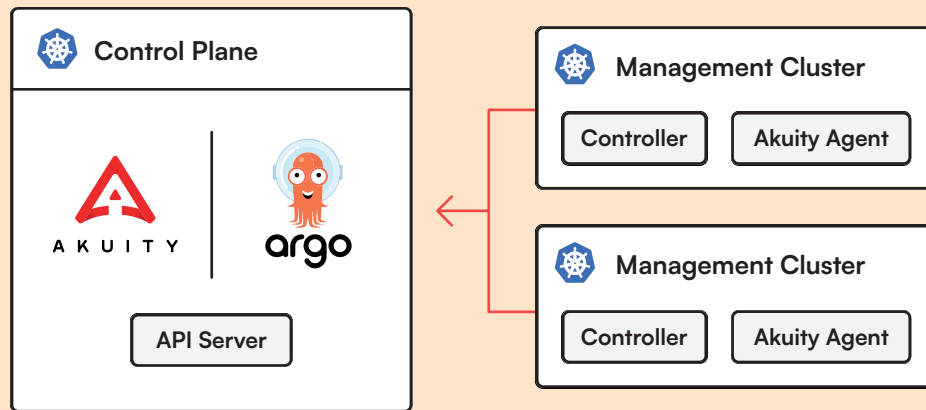 Control Plane
AKUITY
argo
API Server
Management Cluster
Controller
Akuity Agent
Management Cluster
Controller
Akuity Agent